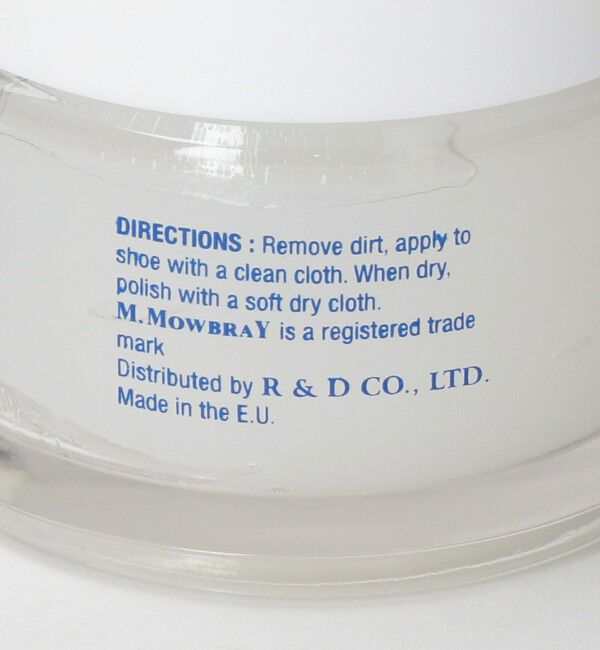 DIRECTIONS : Remove dirt, apply to
shoe with a clean cloth. When dry,
polish with a soft dry cloth.
M. MOWBRAY is a registered trade
mark
Distributed by R & D CO., LTD.
Made in the E.U.